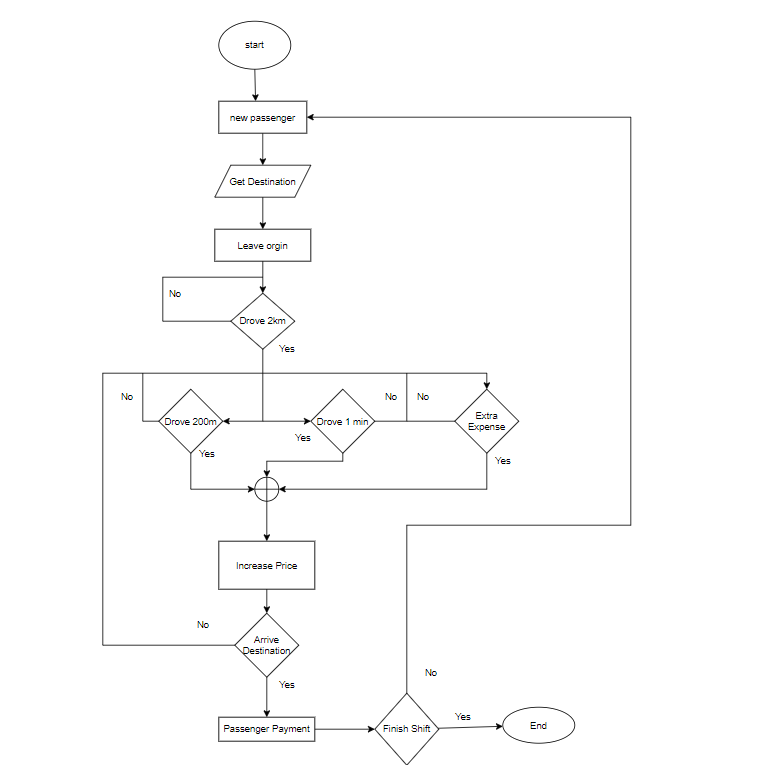 start
new passenger
Get Destination
Leave orgin
No
Drove 2km
Yes
No
No
No
Drove 200m
Drove 1 min
Extra
Expense
Yes
Yes
Yes
Increase Price
No
Arrive
Destination
Yes
No
Passenger Payment
Finish Shift
Yes
End